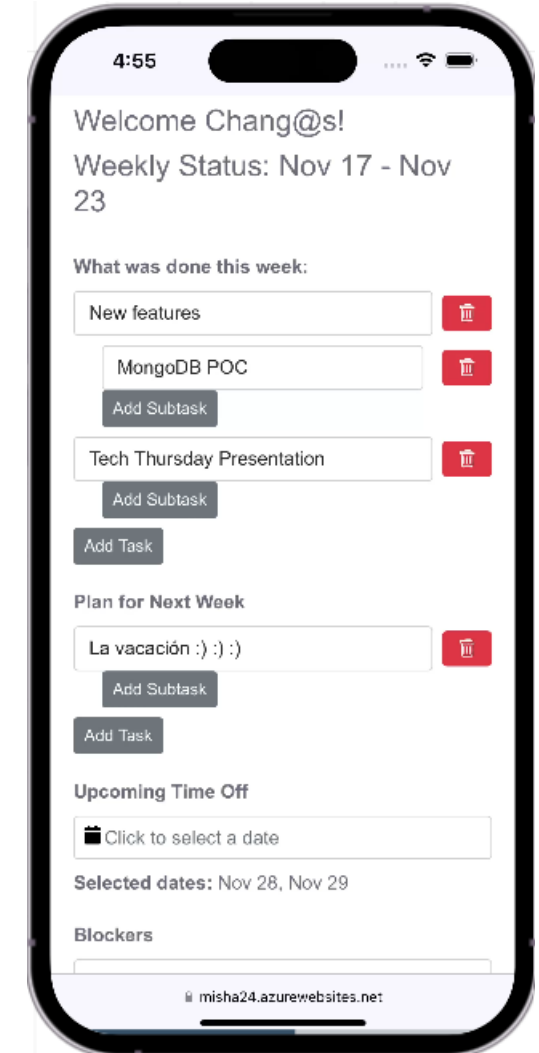 4:55
Welcome Chang@s!
Weekly Status: Nov 17 - Nov
23
What was done this week:
New features
MongoDB POC
Add Subtask
Tech Thursday Presentation
Add Subtask
Add Task
Plan for Next Week
La vacación :) :) :)
Add Subtask
Add Task
Upcoming Time Off
Click to select a date
Selected dates: Nov 28, Nov 29
Blockers
misha24.azurewebsites.net